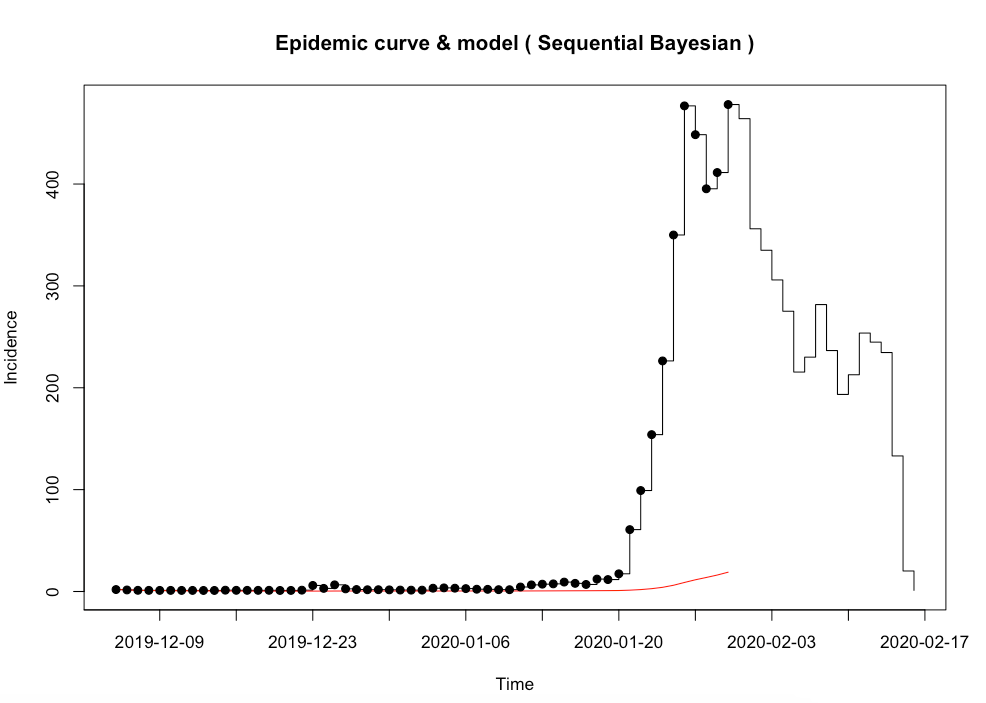 Epidemic curve & model ( Sequential Bayesian )
400
300
200
100
0
Incidence
2019-12-09 2019-12-23 2020-01-06 2020-01-20 2020-02-03 2020-02-17
Time